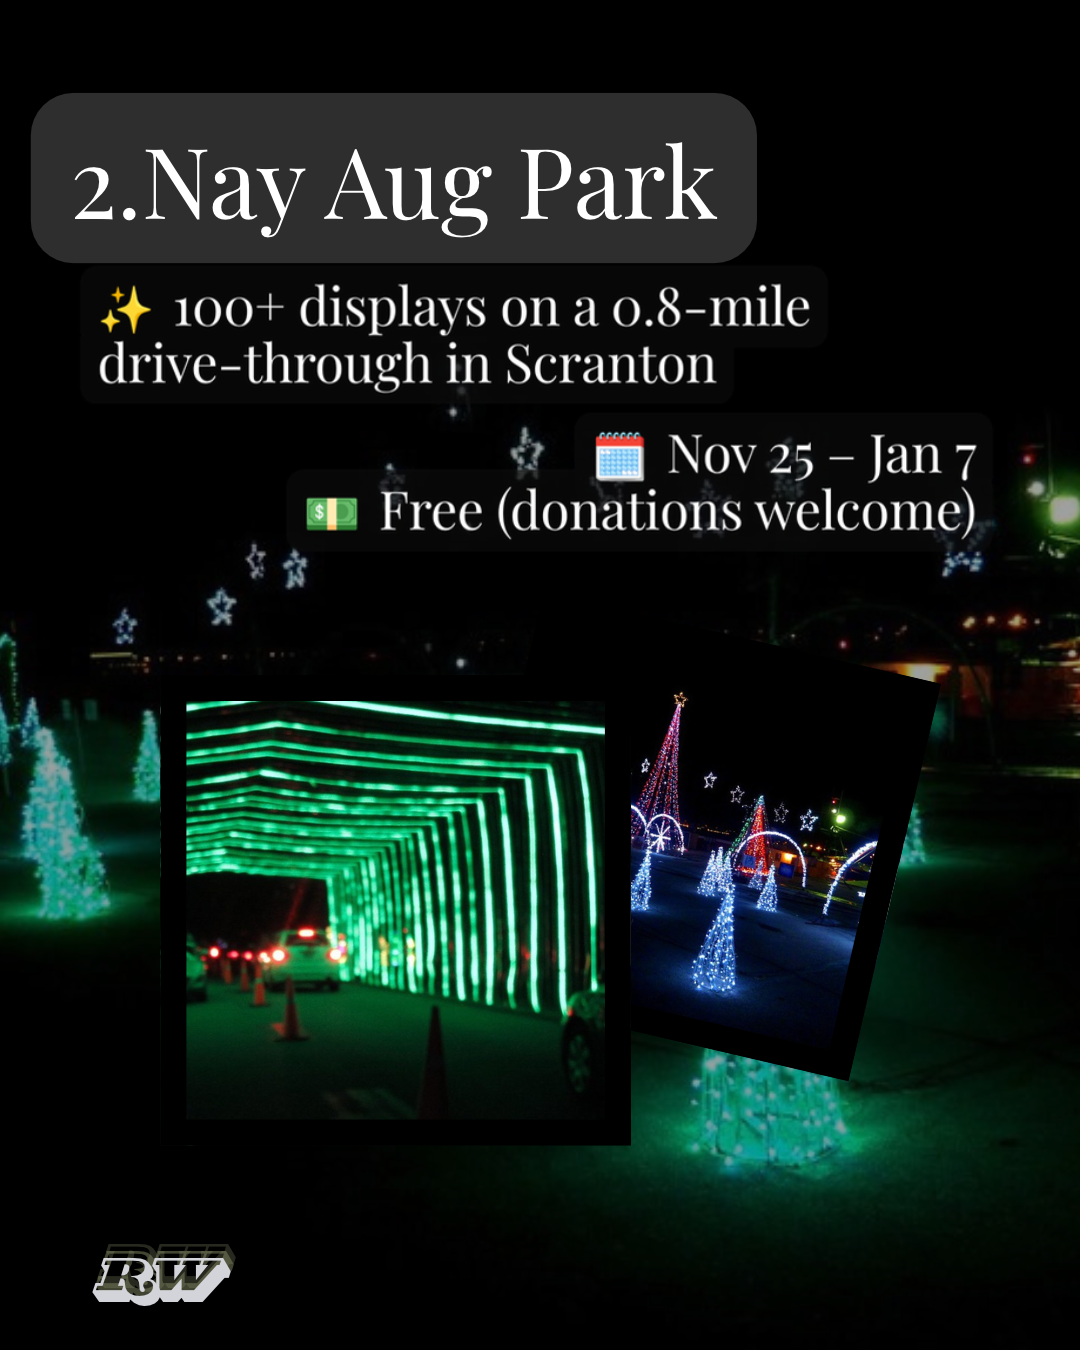 2.Nay Aug Park
✨ 100+ displays on a 0.8-mile
drive-through in Scranton
🗓️ Nov 25 – Jan 7
💵 Free (donations welcome)
RW